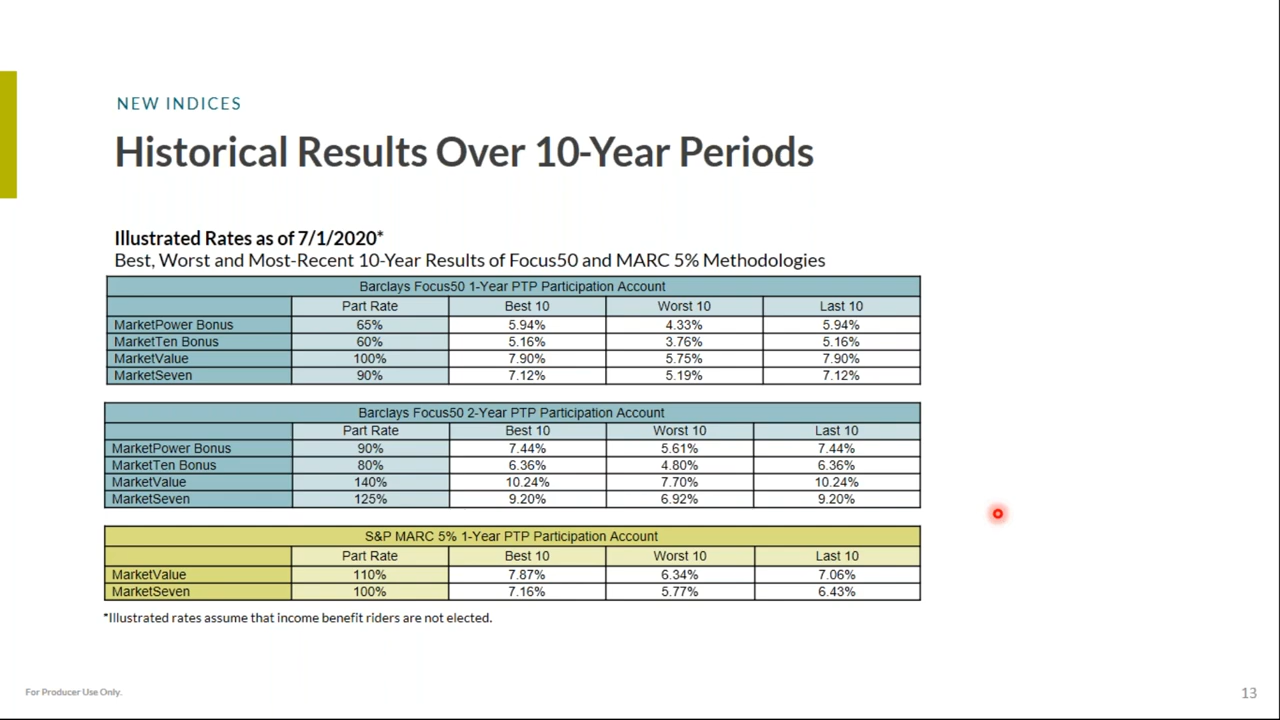 NEW INDICES
Historical Results Over 10-Year Periods
Illustrated Rates as of 7/1/2020*
Best, Worst and Most-Recent 10-Year Results of Focus50 and MARC 5% Methodologies
Barclays Focus50 1-Year PTP Participation Account
Part Rate Best 10 Worst 10 Last 10
MarketPower Bonus 65% 5.94% 4.33% 5.94%
MarketTen Bonus 60% 5.16% 3.76% 5.16%
MarketValue 100% 7.90% 5.75% 7.90%
MarketSeven 90% 7.12% 5.19% 7.12%
Barclays Focus50 2-Year PTP Participation Account
Part Rate Best 10 Worst 10 Last 10
MarketPower Bonus 90% 7.44% 5.61% 7.44%
MarketTen Bonus 80% 6.36% 4.80% 6.36%
MarketValue 140% 10.24% 7.70% 10.24%
MarketSeven 125% 9.20% 6.92% 9.20%
S&P MARC 5% 1-Year PTP Participation Account
Part Rate Best 10 Worst 10 Last 10
MarketValue 110% 7.87% 6.34% 7.06%
MarketSeven 100% 7.16% 5.77% 6.43%
*Illustrated rates assume that income benefit riders are not elected.
For Producer Use Only.
13